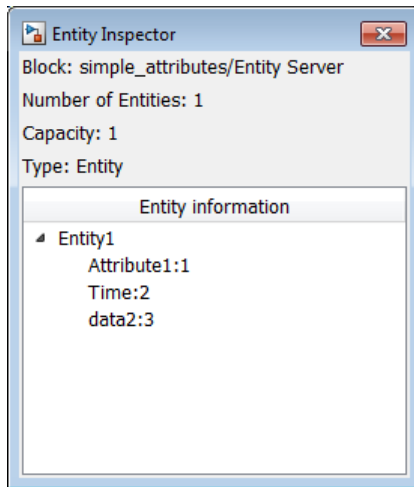 Entity Inspector
Block: simple_attributes/Entity Server
Number of Entities: 1
Capacity: 1
Type: Entity
Entity information
Entity1
Attribute1:1
Time:2
data2:3